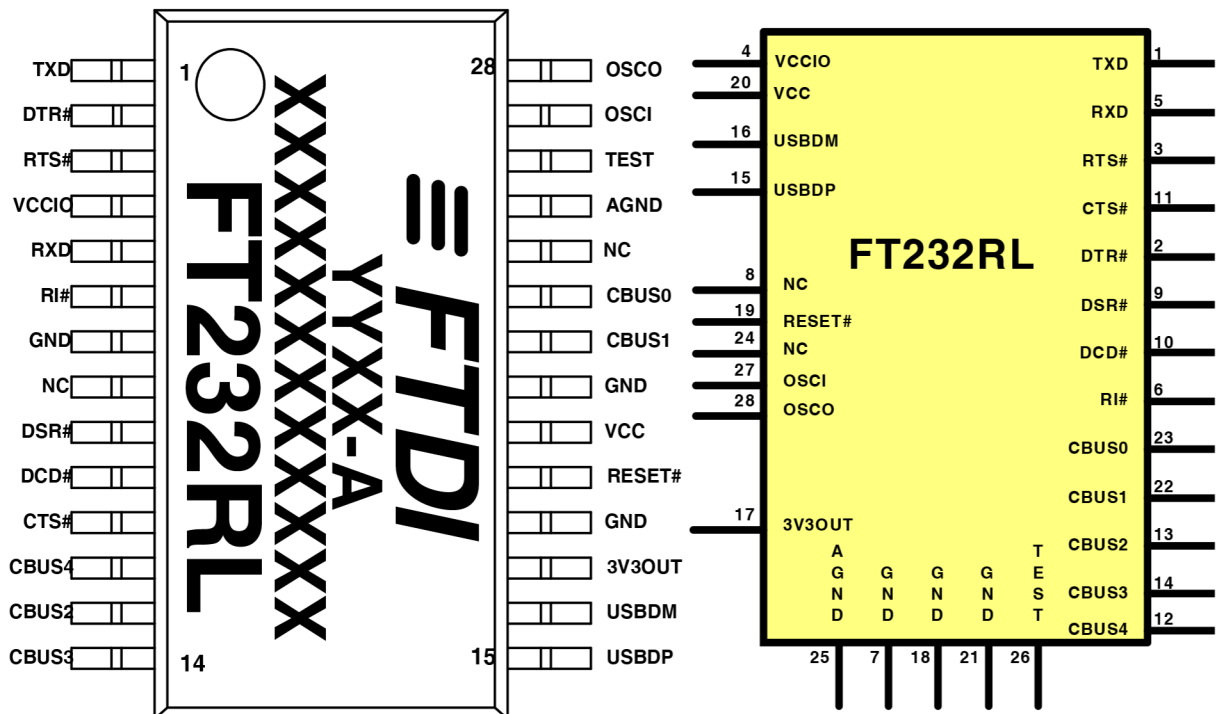 TXD
DTR#
RTS#
VCCIO
RXD
RI#
GND
NC
DSR#
DCD#
CTS#
CBUS4
CBUS2
CBUS3
1
28
14
15
FT232RL
XXXXXXXXXXXX
YYXX-A
FTDI
OSCO
OSCI
TEST
AGND
NC
CBUS0
CBUS1
GND
VCC
RESET#
GND
3V3OUT
USBDM
USBDP
4 VCCIO
20 VCC
16 USBDM
15 USBDP
8 NC
19 RESET#
24 NC
27 OSCI
28 OSCO
17 3V3OUT
FT232RL
TXD 1
RXD 5
RTS# 3
CTS# 11
DTR# 2
DSR# 9
DCD# 10
RI# 6
CBUS0 23
CBUS1 22
CBUS2 13
CBUS3 14
CBUS4 12
AGND 25
GND 7
GND 18
GND 21
TEST 26